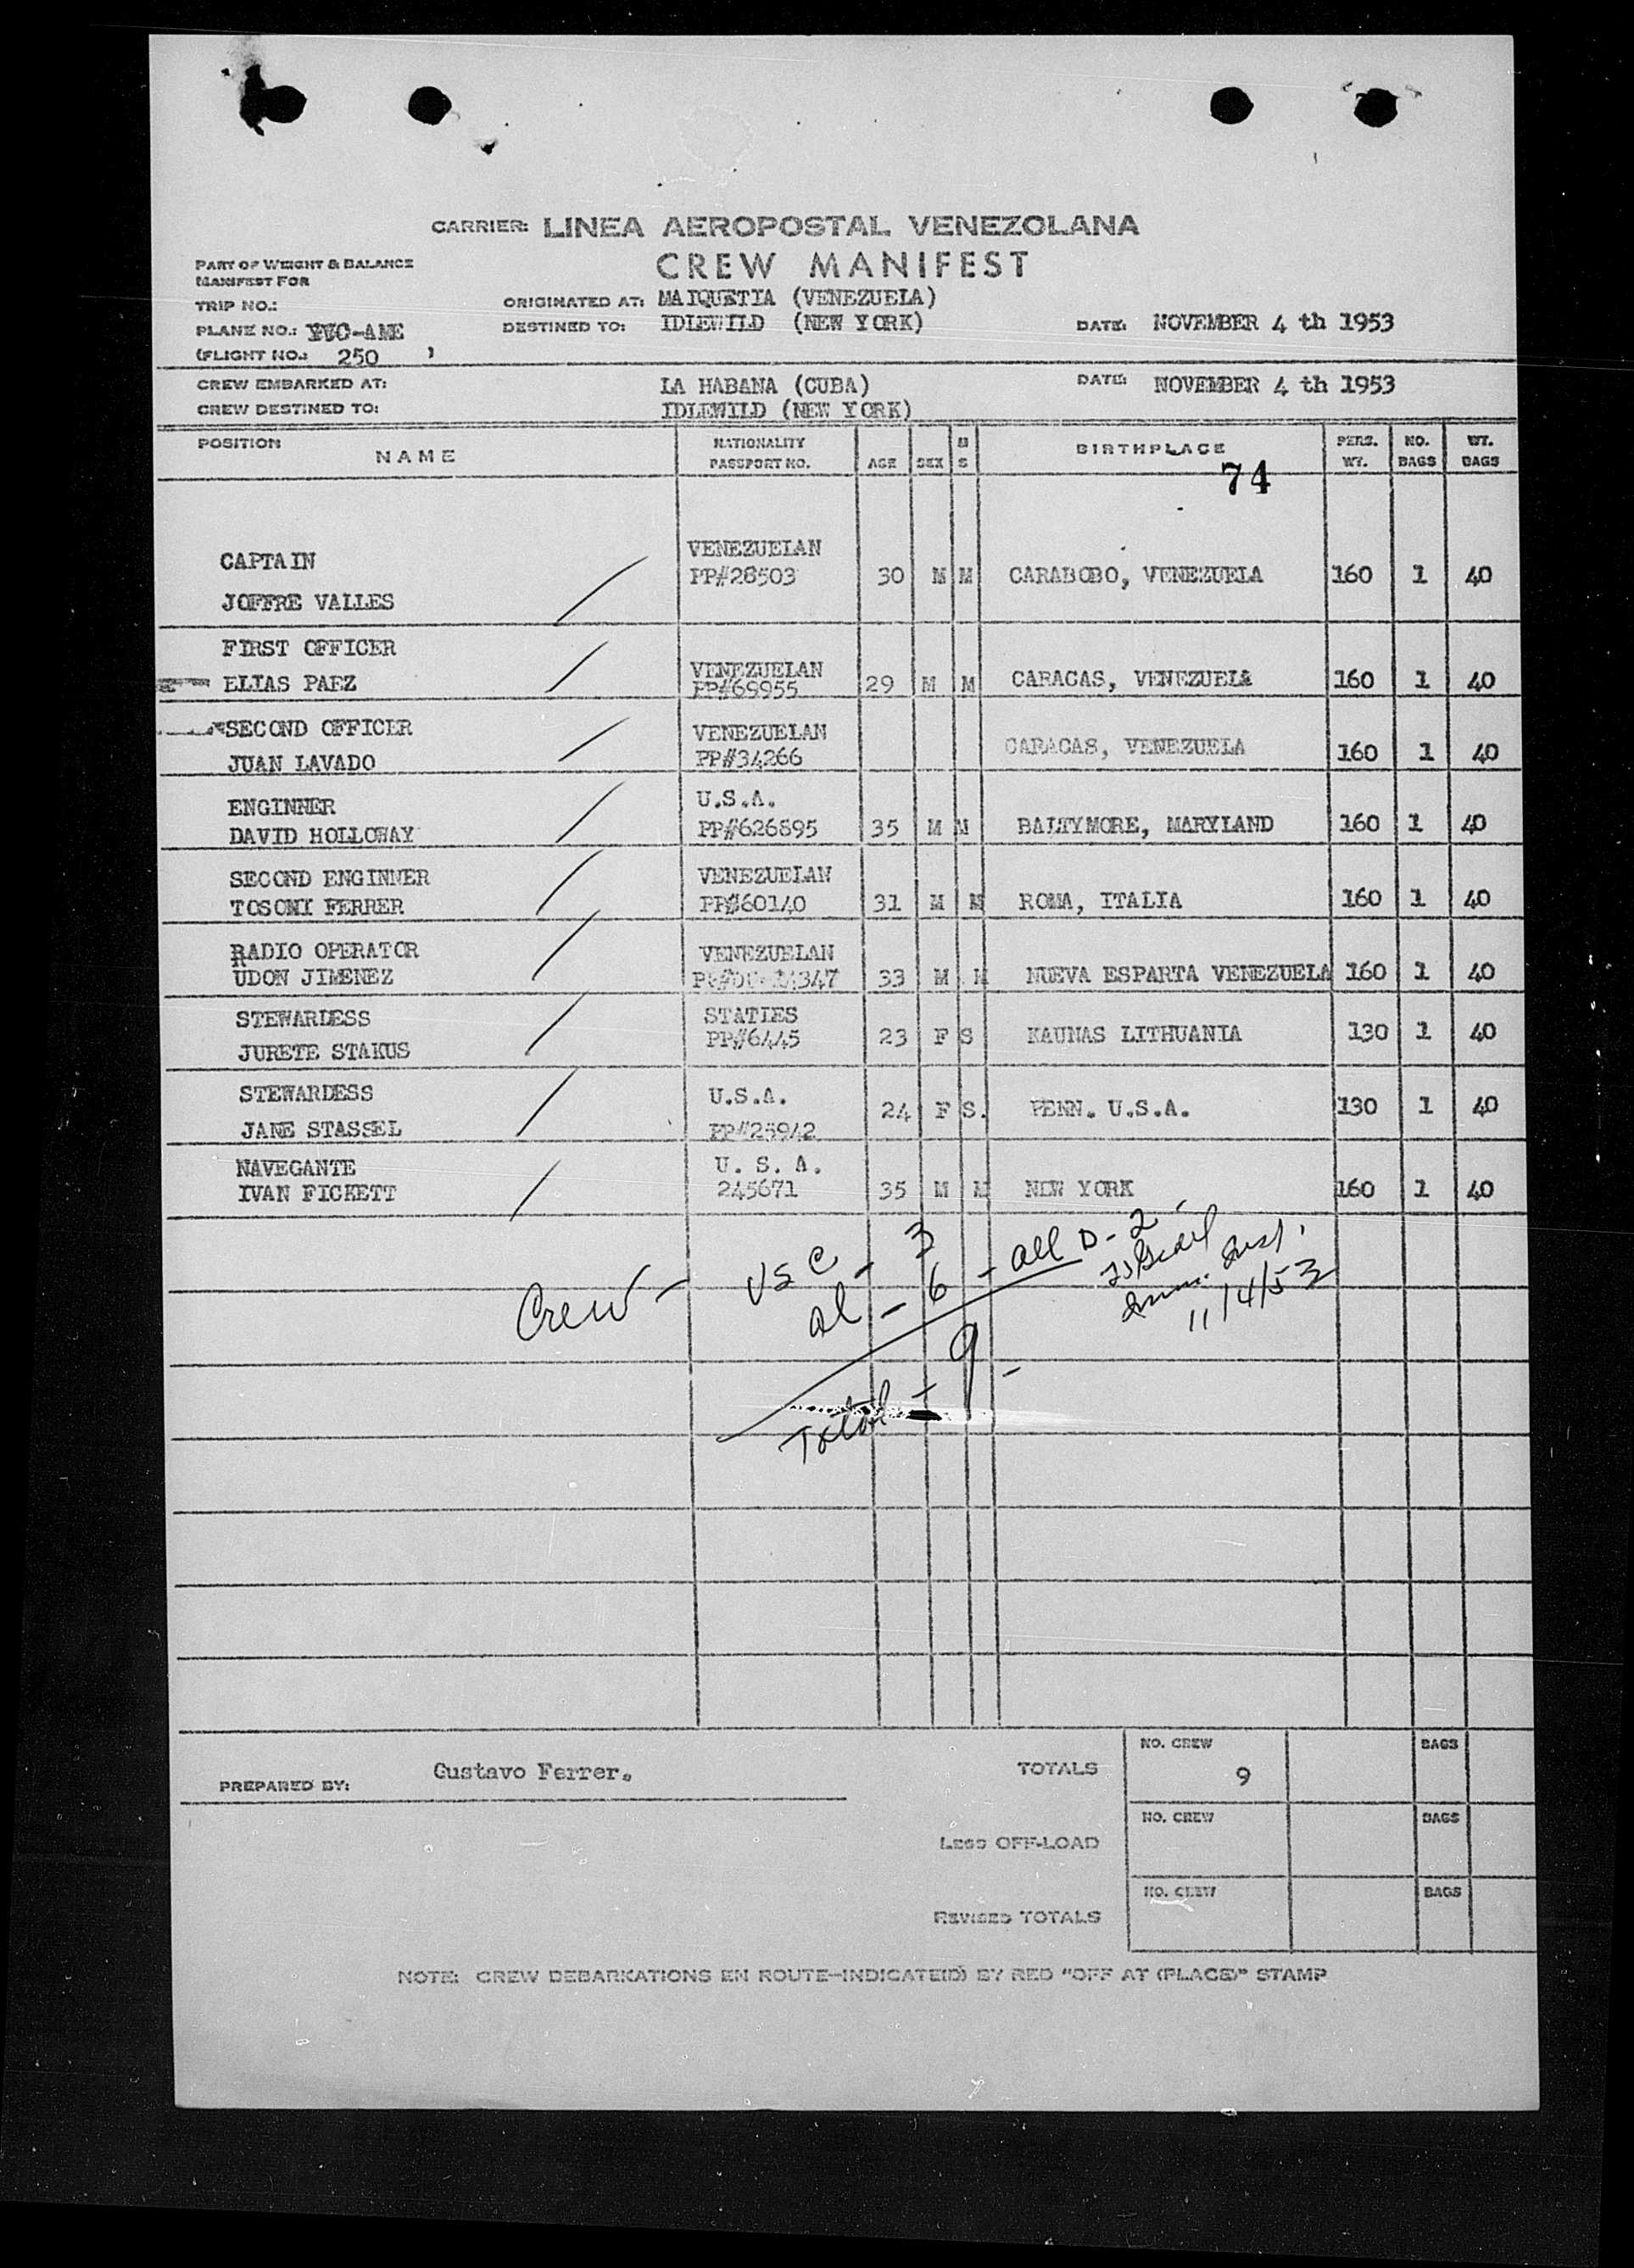 CARRIER: LINEA AEROPOSTAL VENEZOLANA
CREW MANIFEST
PART OF WEIGHT & BALANCE
MANIFEST FOR
TRIP NO.: ORIGINATED AT: MAIQUETIA (VENEZUELA)
PLANE NO.: YVC-AME DESTINED TO: IDLEWILD (NEW YORK) DATE: NOVEMBER 4 th 1953
(FLIGHT NO.: 250 )
CREW EMBARKED AT: LA HABANA (CUBA) DATE: NOVEMBER 4 th 1953
CREW DESTINED TO: IDLEWILD (NEW YORK)
POSITION NAME NATIONALITY PASSPORT NO. AGE SEX M S BIRTHPLACE PERS. WT. NO. BAGS WT. BAGS
74
CAPTAIN VENEZUELAN
PP#28503 30 M M CARABOBO, VENEZUELA 160 1 40
JOFFRE VALLES
FIRST OFFICER
VENEZUELAN
ELIAS PAEZ PP#69955 29 M M CARACAS, VENEZUELA 160 1 40
SECOND OFFICER VENEZUELAN
JUAN LAVADO PP#34266 CARACAS, VENEZUELA 160 1 40
ENGINNER U.S.A.
DAVID HOLLOWAY PP#626895 35 M M BALTYMORE, MARYLAND 160 1 40
SECOND ENGINNER VENEZUELAN
TOSONI FERRER PP#60140 31 M M ROMA, ITALIA 160 1 40
RADIO OPERATOR VENEZUELAN
UDON JIMENEZ 33 M M NUEVA ESPARTA VENEZUELA 160 1 40
STEWARDESS STATIES
JURETE STAKUS PP#6445 23 F S KAUNAS LITHUANIA 130 1 40
STEWARDESS U.S.A.
24 F S. PENN. U.S.A. 130 1 40
JANE STASSEL PP#25942
NAVEGANTE U. S. A.
IVAN FICKETT 245671 35 M M NEW YORK 160 1 40
Crew - USC - 3
al - 6 - all D-2
Imm. Insp.
11/4/53
Total - 9 -
PREPARED BY: Gustavo Ferrer. TOTALS NO. CREW 9 BAGS
LESS OFF-LOAD NO. CREW BAGS
REVISED TOTALS NO. CREW BAGS
NOTE: CREW DEBARKATIONS EN ROUTE—INDICATE(D) BY RED "OFF AT (PLACE)" STAMP